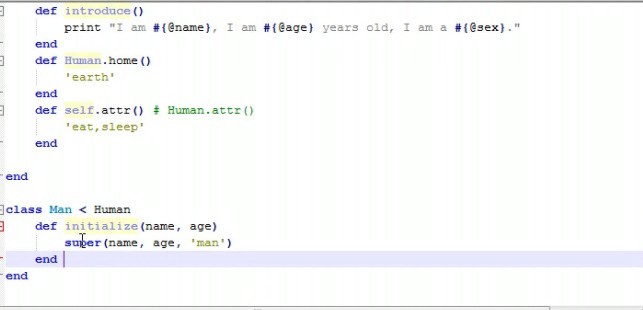 def introduce()
print "I am #{@name}, I am #{@age} years old, I am a #{@sex}."
end
def Human.home()
'earth'
end
def self.attr() # Human.attr()
'eat,sleep'
end
end
class Man < Human
def initialize(name, age)
super(name, age, 'man')
end
end